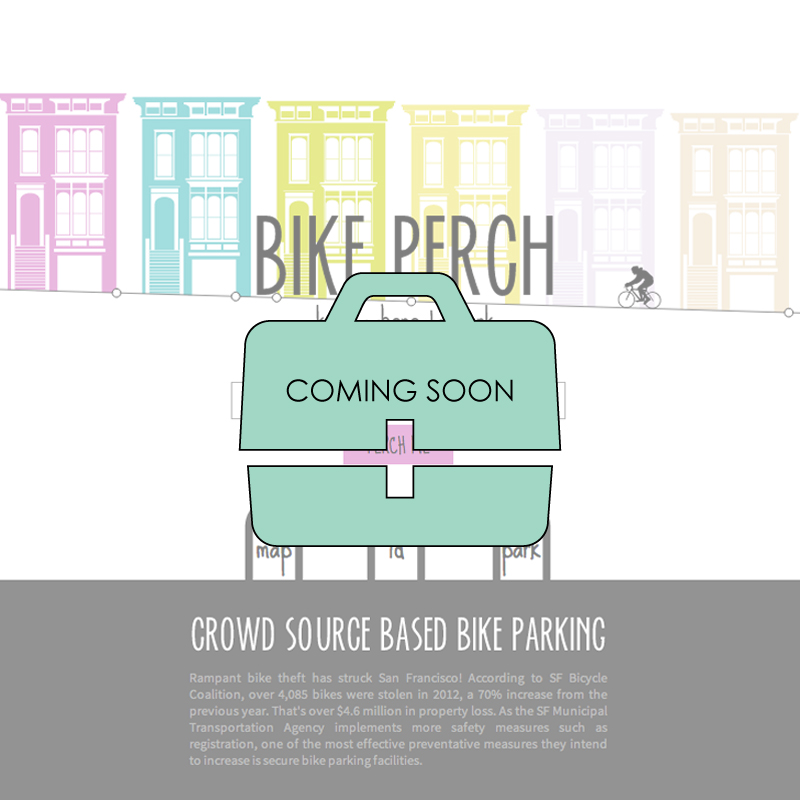 BIKE PERCH
COMING SOON
map id park
CROWD SOURCE BASED BIKE PARKING
Rampant bike theft has struck San Francisco! According to SF Bicycle
Coalition, over 4,085 bikes were stolen in 2012, a 70% increase from the
previous year. That's over $4.6 million in property loss. As the SF Municipal
Transportation Agency implements more safety measures such as
registration, one of the most effective preventative measures they intend
to increase is secure bike parking facilities.